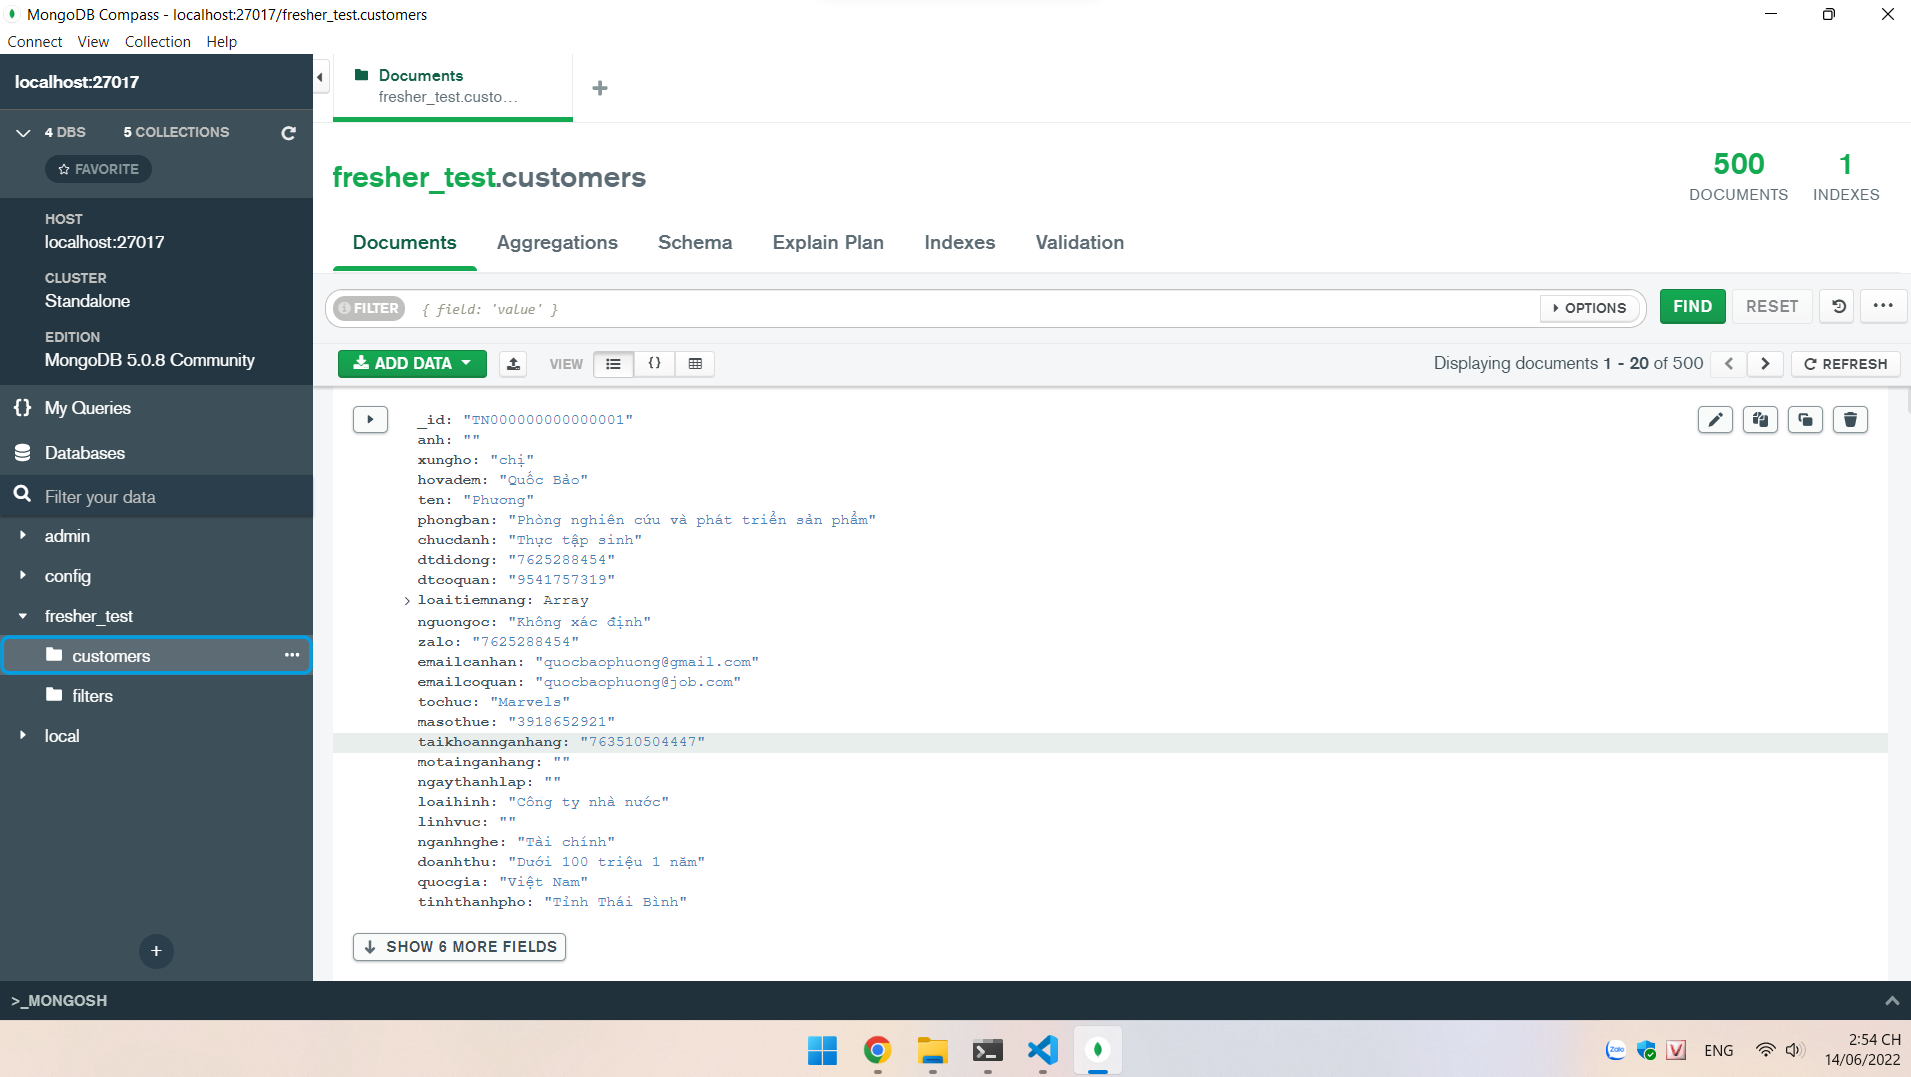 MongoDB Compass - localhost:27017/fresher_test.customers
Connect View Collection Help
localhost:27017
4 DBS 5 COLLECTIONS
FAVORITE
HOST
localhost:27017
CLUSTER
Standalone
EDITION
MongoDB 5.0.8 Community
{} My Queries
Databases
Filter your data
admin
config
fresher_test
customers
filters
local
Documents
fresher_test.custo...
fresher_test.customers
500
DOCUMENTS
1
INDEXES
Documents Aggregations Schema Explain Plan Indexes Validation
FILTER { field: 'value' } OPTIONS FIND RESET
ADD DATA VIEW {} Displaying documents 1 - 20 of 500 REFRESH
_id: "TN000000000000001"
anh: ""
xungho: "chị"
hovadem: "Quốc Bảo"
ten: "Phương"
phongban: "Phòng nghiên cứu và phát triển sản phẩm"
chucdanh: "Thực tập sinh"
dtdidong: "7625288454"
dtcoquan: "9541757319"
loaitiemnang: Array
nguongoc: "Không xác định"
zalo: "7625288454"
emailcanhan: "quocbaophuong@gmail.com"
emailcoquan: "quocbaophuong@job.com"
tochuc: "Marvels"
masothue: "3918652921"
taikhoannganhang: "763510504447"
motainganhang: ""
ngaythanhlap: ""
loaihinh: "Công ty nhà nước"
linhvuc: ""
nganhnghe: "Tài chính"
doanhthu: "Dưới 100 triệu 1 năm"
quocgia: "Việt Nam"
tinhthanhpho: "Tỉnh Thái Bình"
SHOW 6 MORE FIELDS
>_MONGOSH
Zalo V ENG
2:54 CH
14/06/2022